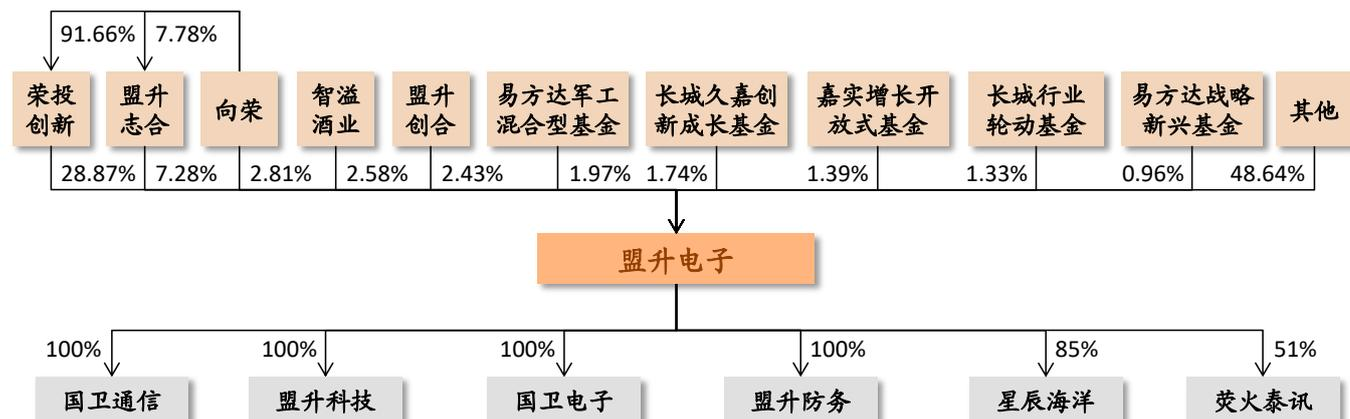 91.66% 7.78%
荣投 盟升 向荣 智溢 盟升 易方达军工 长城久嘉创 嘉实增长开 长城行业 易方达战略 其他
创新 志合 酒业 创合 混合型基金 新成长基金 放式基金 轮动基金 新兴基金
28.87% 7.28% 2.81% 2.58% 2.43% 1.97% 1.74% 1.39% 1.33% 0.96% 48.64%
盟升电子
100% 100% 100% 100% 85% 51%
国卫通信 盟升科技 国卫电子 盟升防务 星辰海洋 荧火泰讯